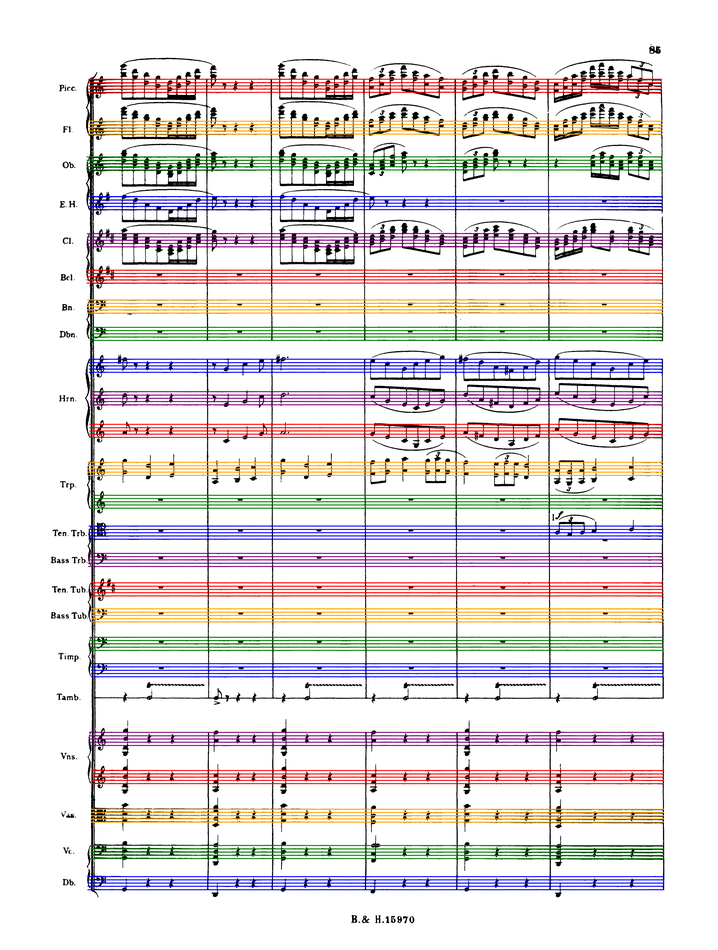 85
Picc.
Fl.
Ob.
E. H.
Cl.
Bcl.
Bn.
Dbn.
Hrn.
Trp.
Ten. Trb.
Bass Trb.
Ten. Tub.
Bass Tub.
Timp.
Tamb.
Vns.
Vas.
Vc.
Db.
B. & H. 15970